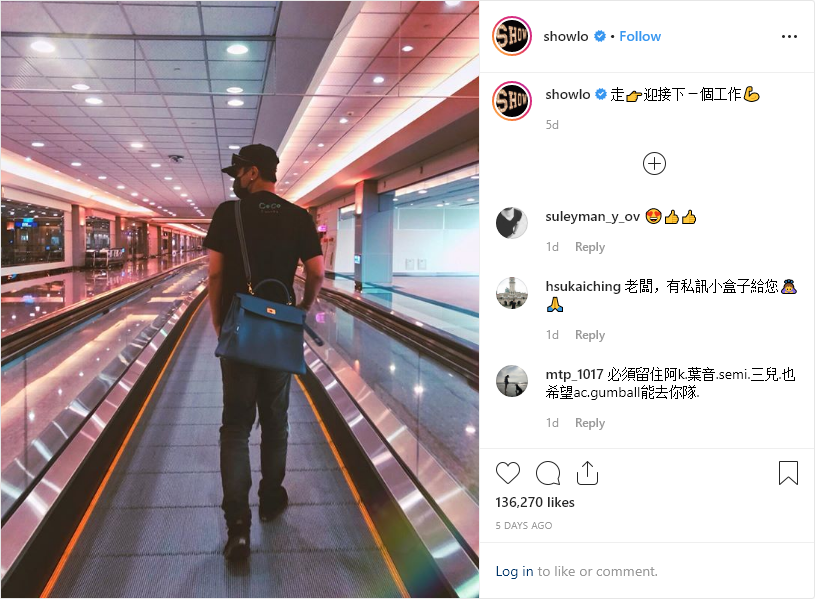 SHOW
showlo • Follow
SHOW
showlo 走👉迎接下一個工作💪
5d
suleyman_y_ov 😍👍👍
1d Reply
hsukaiching 老闆，有私訊小盒子給您🙇‍♀️
🙏
1d Reply
mtp_1017 必須留住阿k.葉音.semi.三兒.也
希望ac.gumball能去你隊.
1d Reply
136,270 likes
5 DAYS AGO
Log in to like or comment.